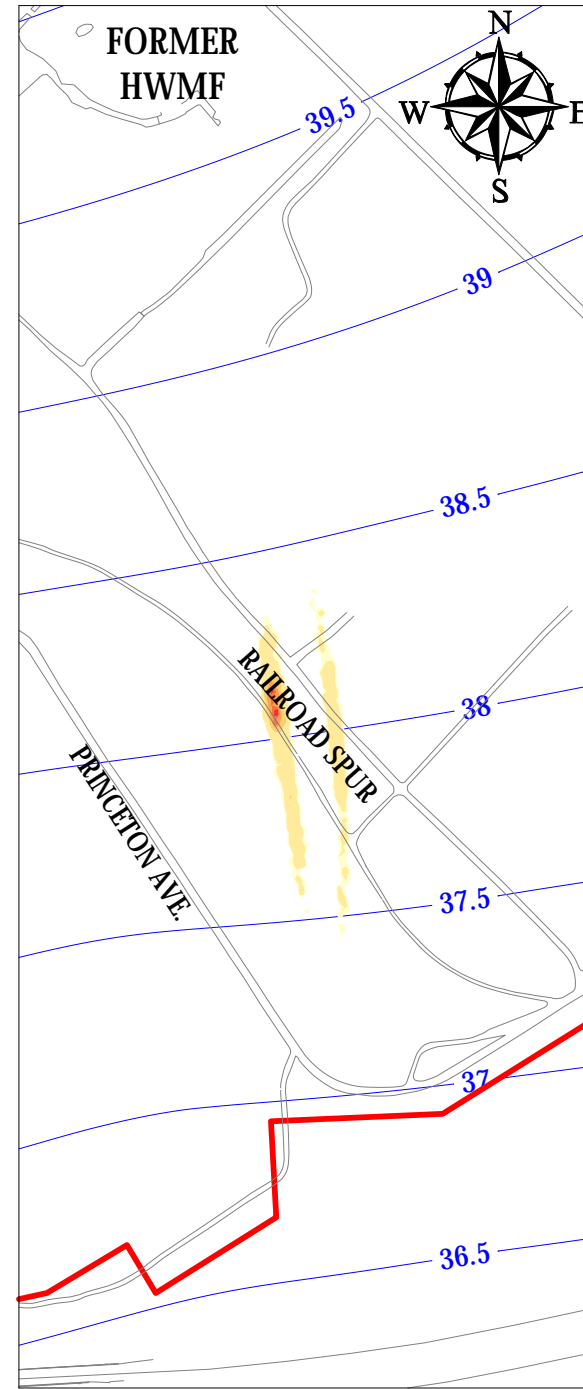 FORMER
HWMF
N
W
E
S
39.5
39
38.5
RAILROAD SPUR
38
PRINCETON AVE.
37.5
37
36.5